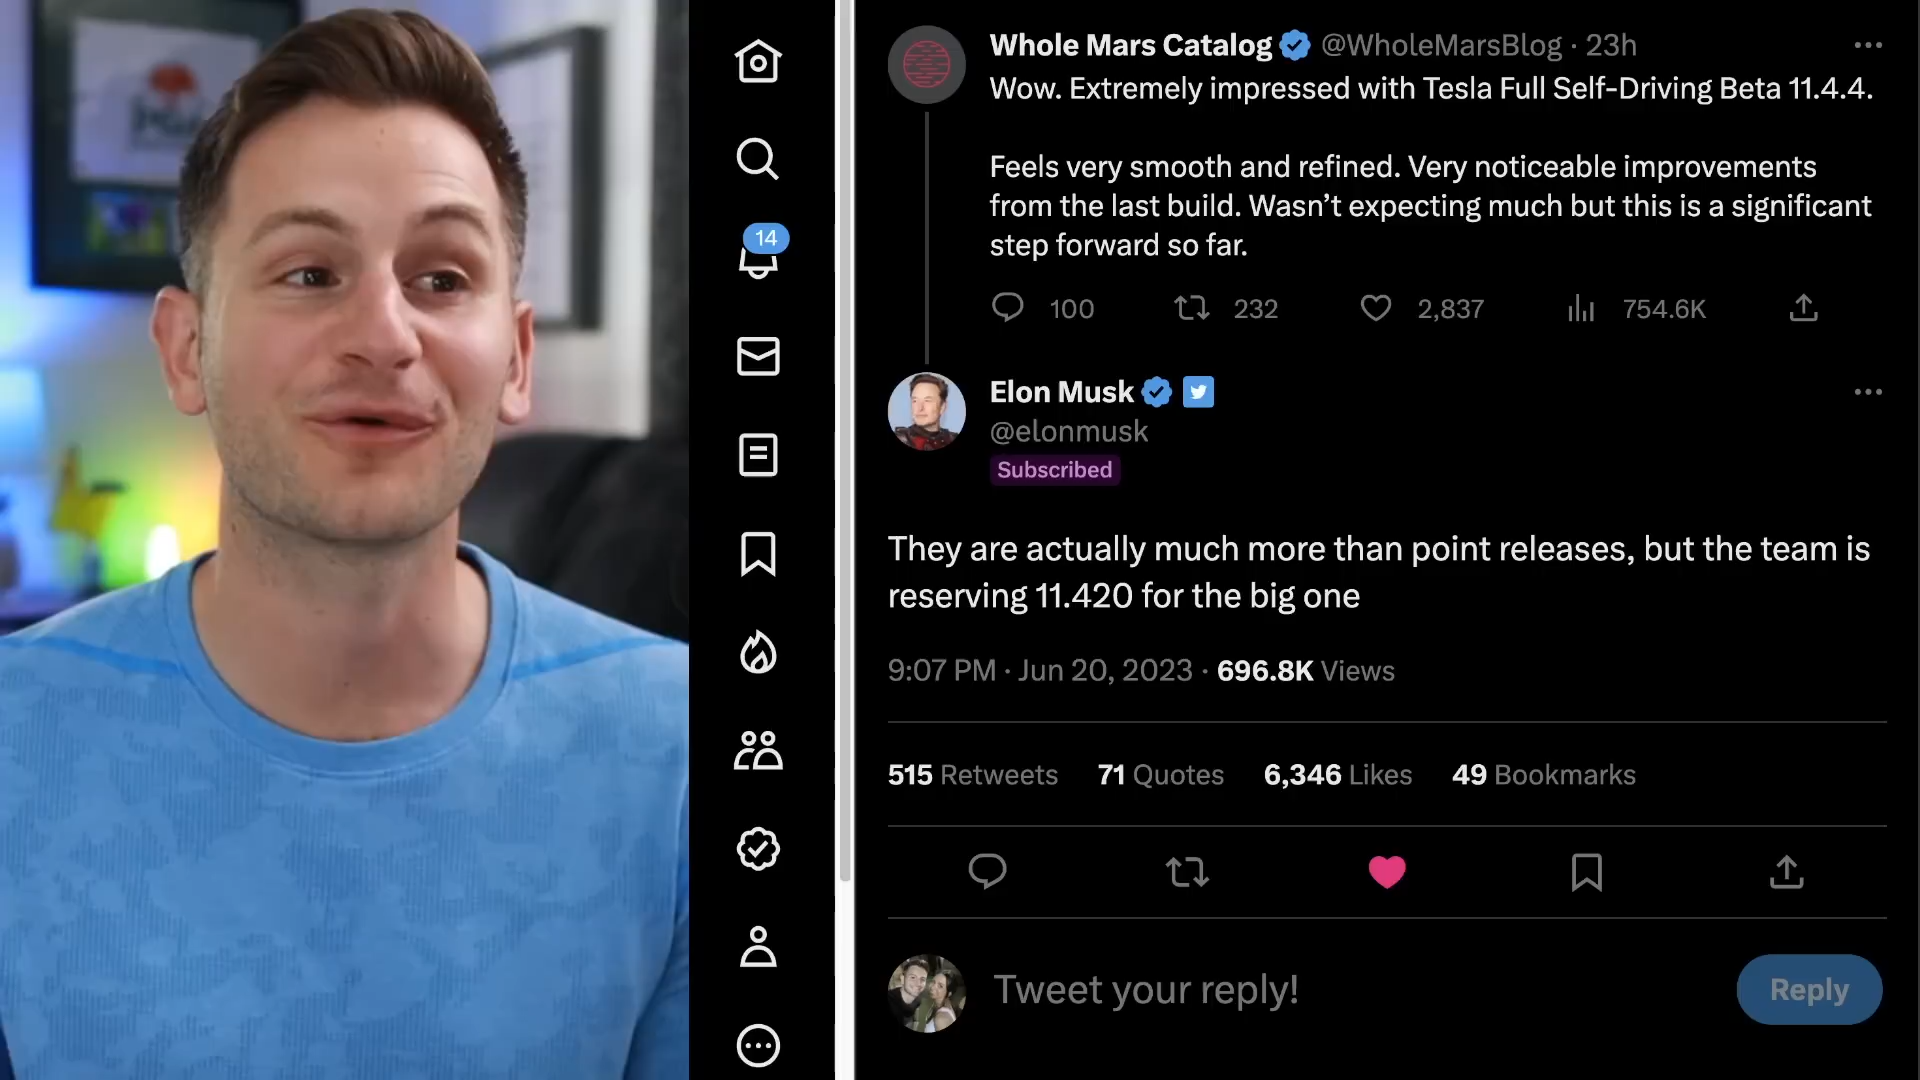 14
Whole Mars Catalog @WholeMarsBlog · 23h
Wow. Extremely impressed with Tesla Full Self-Driving Beta 11.4.4.
Feels very smooth and refined. Very noticeable improvements
from the last build. Wasn’t expecting much but this is a significant
step forward so far.
100 232 2,837 754.6K
Elon Musk
@elonmusk
Subscribed
They are actually much more than point releases, but the team is
reserving 11.420 for the big one
9:07 PM · Jun 20, 2023 · 696.8K Views
515 Retweets 71 Quotes 6,346 Likes 49 Bookmarks
Tweet your reply!
Reply